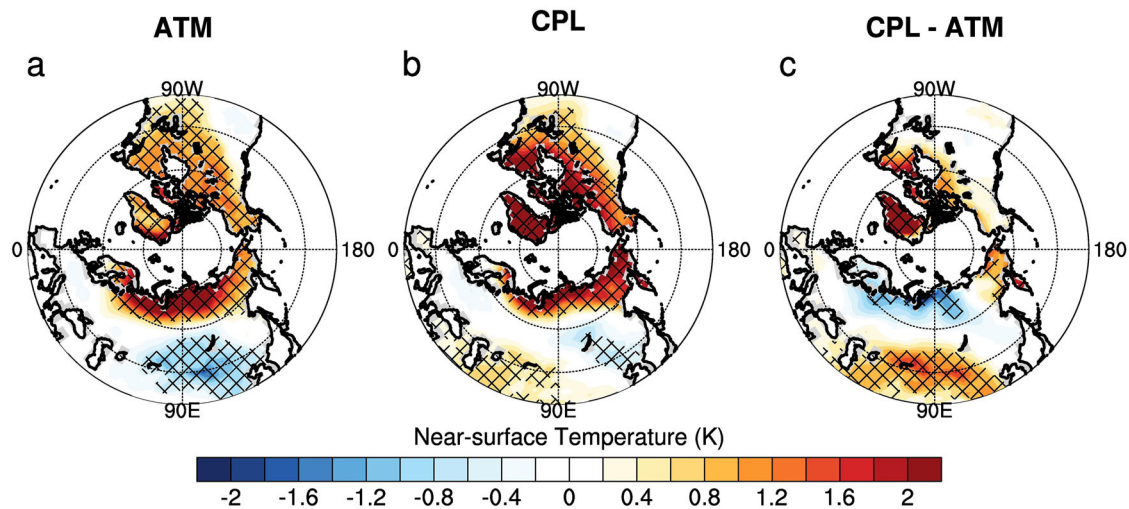 ATM CPL CPL - ATM
a b c
90W 90W 90W
0 180 0 180 0 180
90E 90E 90E
Near-surface Temperature (K)
-2 -1.6 -1.2 -0.8 -0.4 0 0.4 0.8 1.2 1.6 2